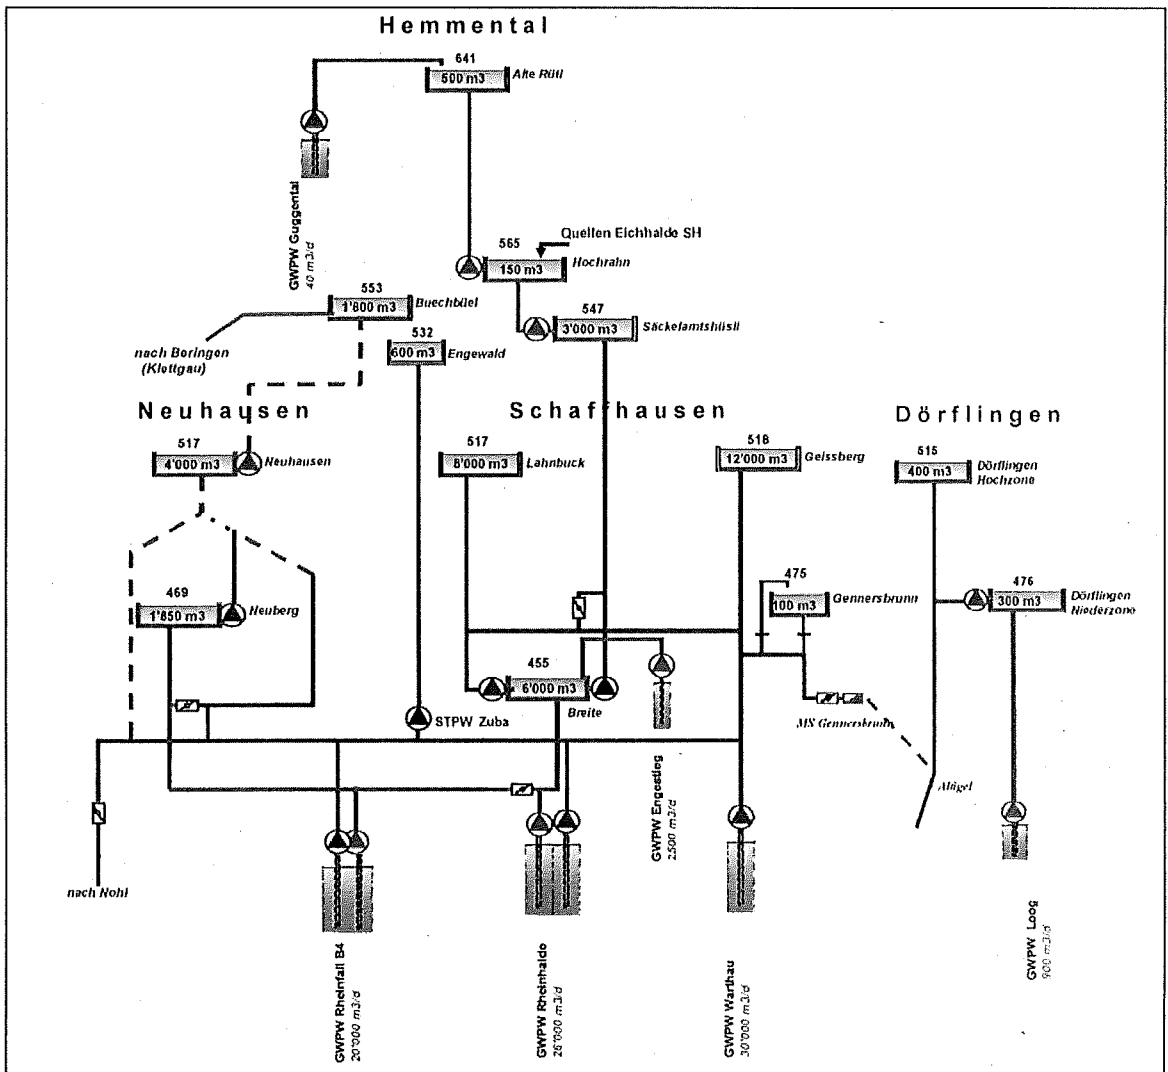 Hemmental
641
500 m3
Alte Rütl
GWPW Guggental
40 m3/d
Quellen Eichhalde SH
565
150 m3
Hochrahn
553
1'800 m3
Buechbüel
547
3'000 m3
Säckelamtshüsli
532
600 m3
Engewald
nach Beringen
(Klettgau)
Neuhausen
Schaffhausen
Dörflingen
517
4'000 m3
Neuhausen
517
8'000 m3
Lahnbuck
518
12'000 m3
Geissberg
515
400 m3
Dörflingen
Hochzone
469
1'850 m3
Neuberg
475
100 m3
Gennersbrunn
476
300 m3
Dörflingen
Niederzone
455
6'000 m3
Breite
STPW Zuba
MS Gennersbrunn
GWPW Engestieg
2500 m3/d
nach Nohl
GWPW Rheinfall B4
20'000 m3/d
GWPW Rheinhalde
GWPW Warthau
30'000 m3/d
GWPW Loog
900 m3/d